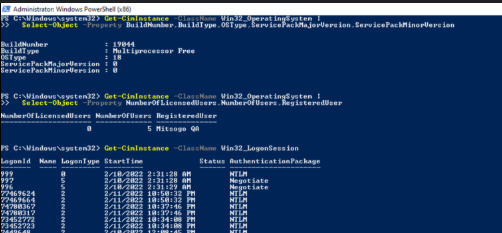 Administrator: Windows PowerShell (x86)
PS C:\Windows\system32> Get-CimInstance -ClassName Win32_OperatingSystem |
>> Select-Object -Property BuildNumber,BuildType,OSType,ServicePackMajorVersion,ServicePackMinorVersion
BuildNumber : 19044
BuildType : Multiprocessor Free
OSType : 18
ServicePackMajorVersion : 0
ServicePackMinorVersion : 0
PS C:\Windows\system32> Get-CimInstance -ClassName Win32_OperatingSystem |
>> Select-Object -Property NumberOfLicensedUsers,NumberOfUsers,RegisteredUser
NumberOfLicensedUsers NumberOfUsers RegisteredUser
0 5 Mitsogo QA
PS C:\Windows\system32> Get-CimInstance -ClassName Win32_LogonSession
LogonId Name LogonType StartTime Status AuthenticationPackage
999 0 2/10/2022 2:31:28 AM NTLM
997 5 2/10/2022 2:31:28 AM Negotiate
996 5 2/10/2022 2:31:29 AM Negotiate
77469624 2 2/11/2022 10:50:32 PM NTLM
77469664 2 2/11/2022 10:50:32 PM NTLM
74780367 2 2/11/2022 10:37:46 PM NTLM
74780317 2 2/11/2022 10:37:46 PM NTLM
73452772 2 2/11/2022 10:34:08 PM NTLM
73452723 2 2/11/2022 10:34:08 PM NTLM